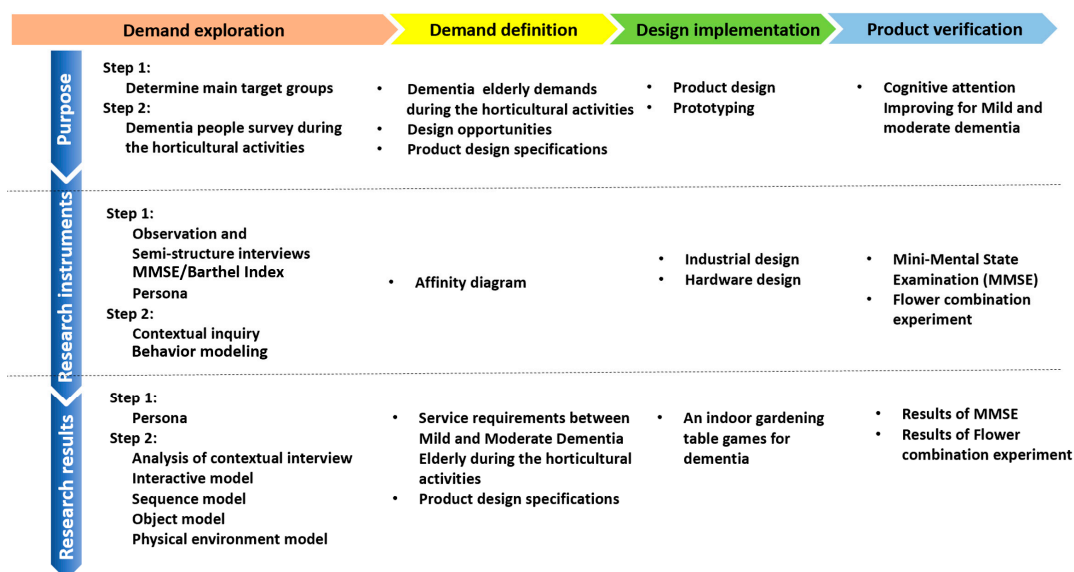 Demand exploration
Demand definition
Design implementation
Product verification
Purpose
Step 1:
Determine main target groups
Step 2:
Dementia people survey during
the horticultural activities
• Dementia elderly demands
during the horticultural activities
• Design opportunities
• Product design specifications
• Product design
• Prototyping
• Cognitive attention
Improving for Mild and
moderate dementia
Research instruments
Step 1:
Observation and
Semi-structure interviews
MMSE/Barthel Index
Persona
Step 2:
Contextual inquiry
Behavior modeling
• Affinity diagram
• Industrial design
• Hardware design
• Mini-Mental State
Examination (MMSE)
• Flower combination
experiment
Research results
Step 1:
Persona
Step 2:
Analysis of contextual interview
Interactive model
Sequence model
Object model
Physical environment model
• Service requirements between
Mild and Moderate Dementia
Elderly during the horticultural
activities
• Product design specifications
• An indoor gardening
table games for
dementia
• Results of MMSE
• Results of Flower
combination experiment